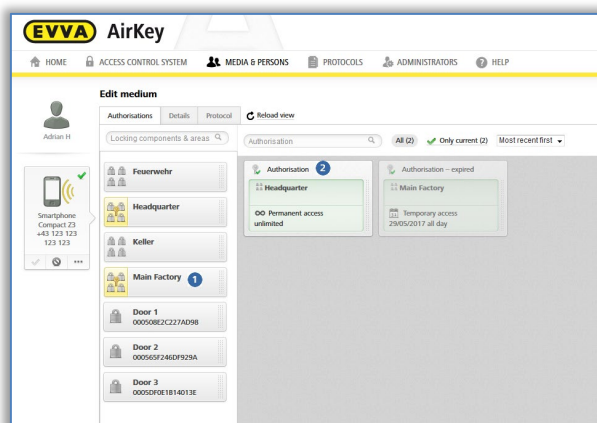 EVVA AirKey
HOME ACCESS CONTROL SYSTEM MEDIA & PERSONS PROTOCOLS ADMINISTRATORS ? HELP
Adrian H
Smartphone
Compact Z3
+43 123 123
123 123
Edit medium
Authorisations Details Protocol Reload view
Locking components & areas
Feuerwehr
Headquarter
Keller
Main Factory 1
Door 1
000508E2C227AD9B
Door 2
000565F246DF929A
Door 3
0005DF0E1B14013E
Authorisation All (2) Only current (2) Most recent first
Authorisation 2
Headquarter
Permanent access
unlimited
Authorisation – expired
Main Factory
Temporary access
29/05/2017 all day